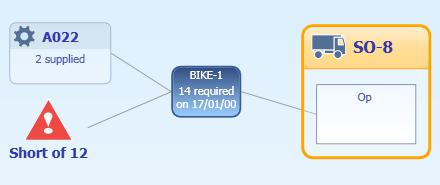 A022
2 supplied
Short of 12
BIKE-1
14 required
on 17/01/00
SO-8
Op